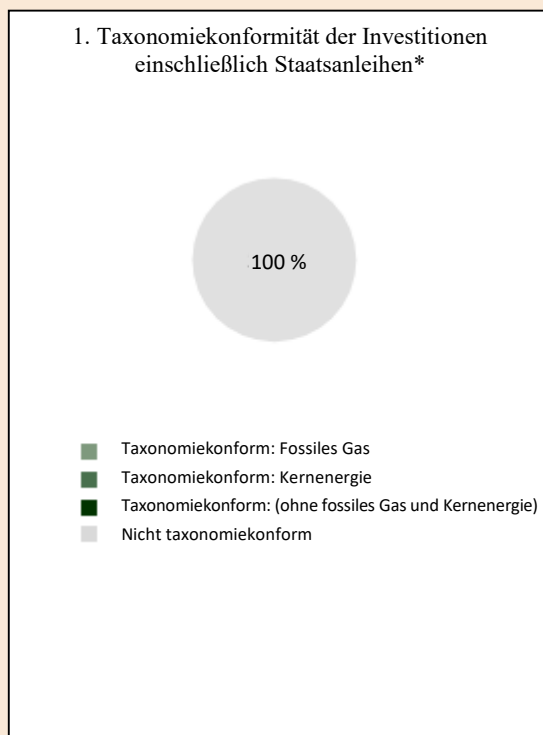 1. Taxonomiekonformität der Investitionen
einschließlich Staatsanleihen*
100 %
Taxonomiekonform: Fossiles Gas
Taxonomiekonform: Kernenergie
Taxonomiekonform: (ohne fossiles Gas und Kernenergie)
Nicht taxonomiekonform